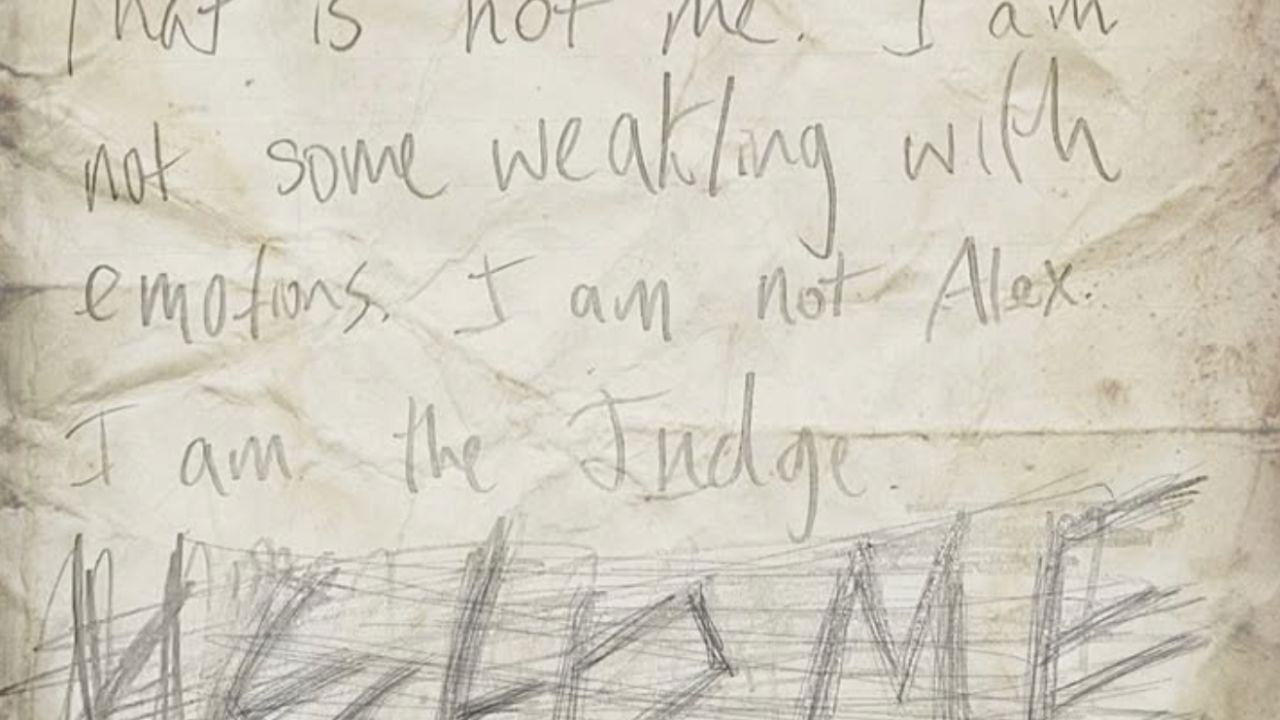 That is not me. I am
not some weakling with
emotions. I am not Alex.
I am the Judge.
HELP ME